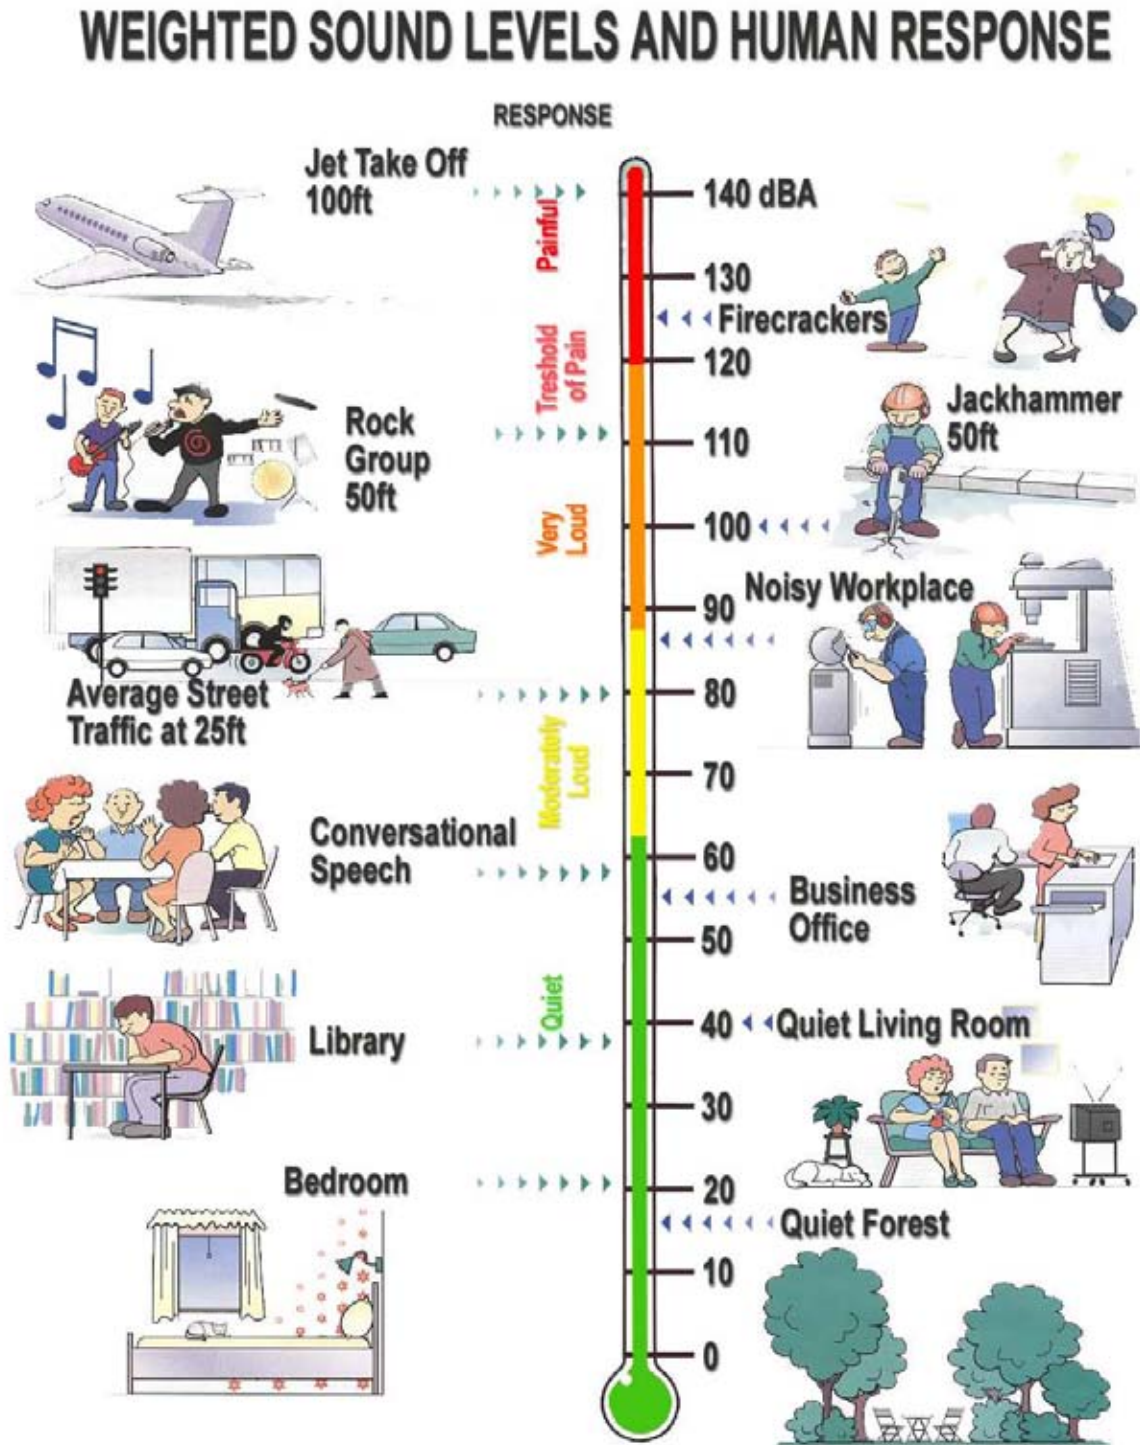 WEIGHTED SOUND LEVELS AND HUMAN RESPONSE
RESPONSE
Jet Take Off
100ft
140 dBA
Painful
130
Firecrackers
Treshold
of Pain
120
Jackhammer
50ft
Rock
Group
50ft
110
Very
Loud
100
Noisy Workplace
90
Average Street
Traffic at 25ft
80
Moderately
Loud
70
Conversational
Speech
60
Business
Office
50
Quiet
40
Quiet Living Room
Library
30
Bedroom
20
Quiet Forest
10
0